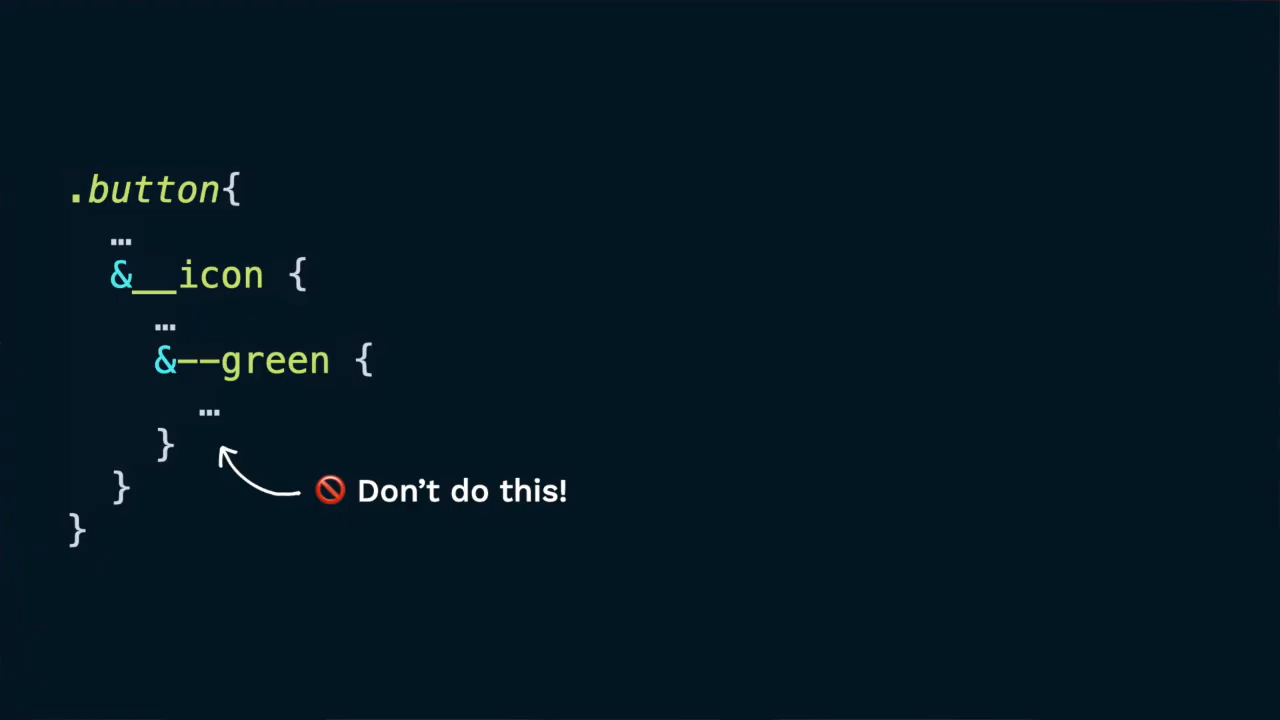 .button{
…
&__icon {
…
&--green {
…
}
🚫 Don’t do this!
}
}